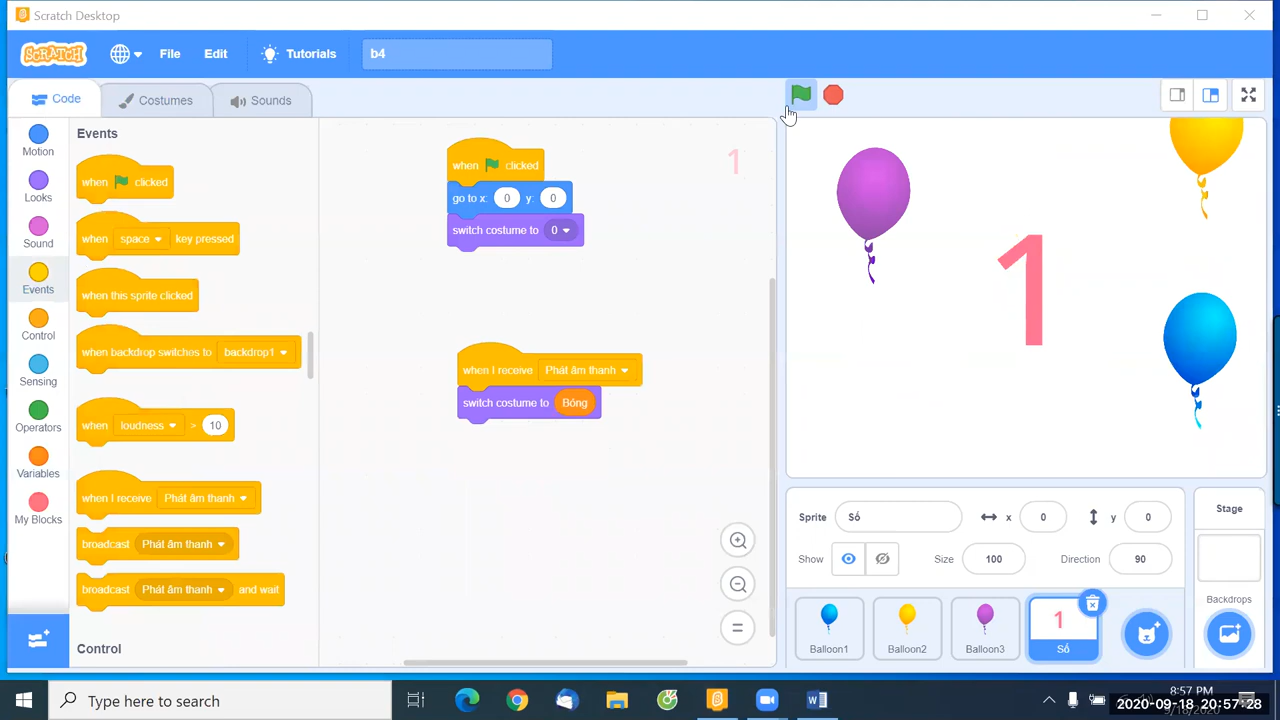 Scratch Desktop
SCRATCH
File
Edit
Tutorials
b4
Code
Costumes
Sounds
Motion
Looks
Sound
Events
Control
Sensing
Operators
Variables
My Blocks
Events
when clicked
when space key pressed
when this sprite clicked
when backdrop switches to backdrop1
when loudness > 10
when I receive Phát âm thanh
broadcast Phát âm thanh
broadcast Phát âm thanh and wait
Control
when clicked
go to x: 0 y: 0
switch costume to 0
1
when I receive Phát âm thanh
switch costume to Bóng
1
Sprite Số x 0 y 0
Show Size 100 Direction 90
Balloon1
Balloon2
Balloon3
1
Số
Stage
Backdrops
Type here to search
8:57 PM
2020-09-18 20:57:28